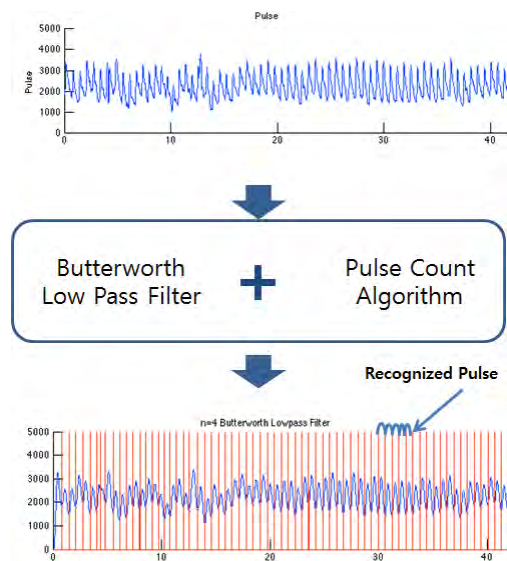 Pulse
5000
4000
3000
2000
1000
0
Pulse
0 10 20 30 40
Butterworth
Low Pass Filter
+
Pulse Count
Algorithm
Recognized Pulse
n=4 Butterworth Lowpass Filter
5000
4000
3000
2000
1000
0
0 10 20 30 40